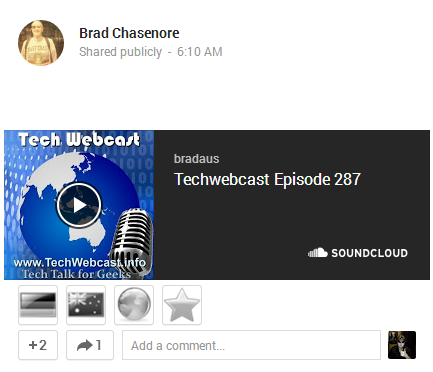 Brad Chasenore
Shared publicly - 6:10 AM
Tech Webcast
www.TechWebcast.info
Tech Talk for Geeks
bradaus
Techwebcast Episode 287
SOUNDCLOUD
+2
1
Add a comment...